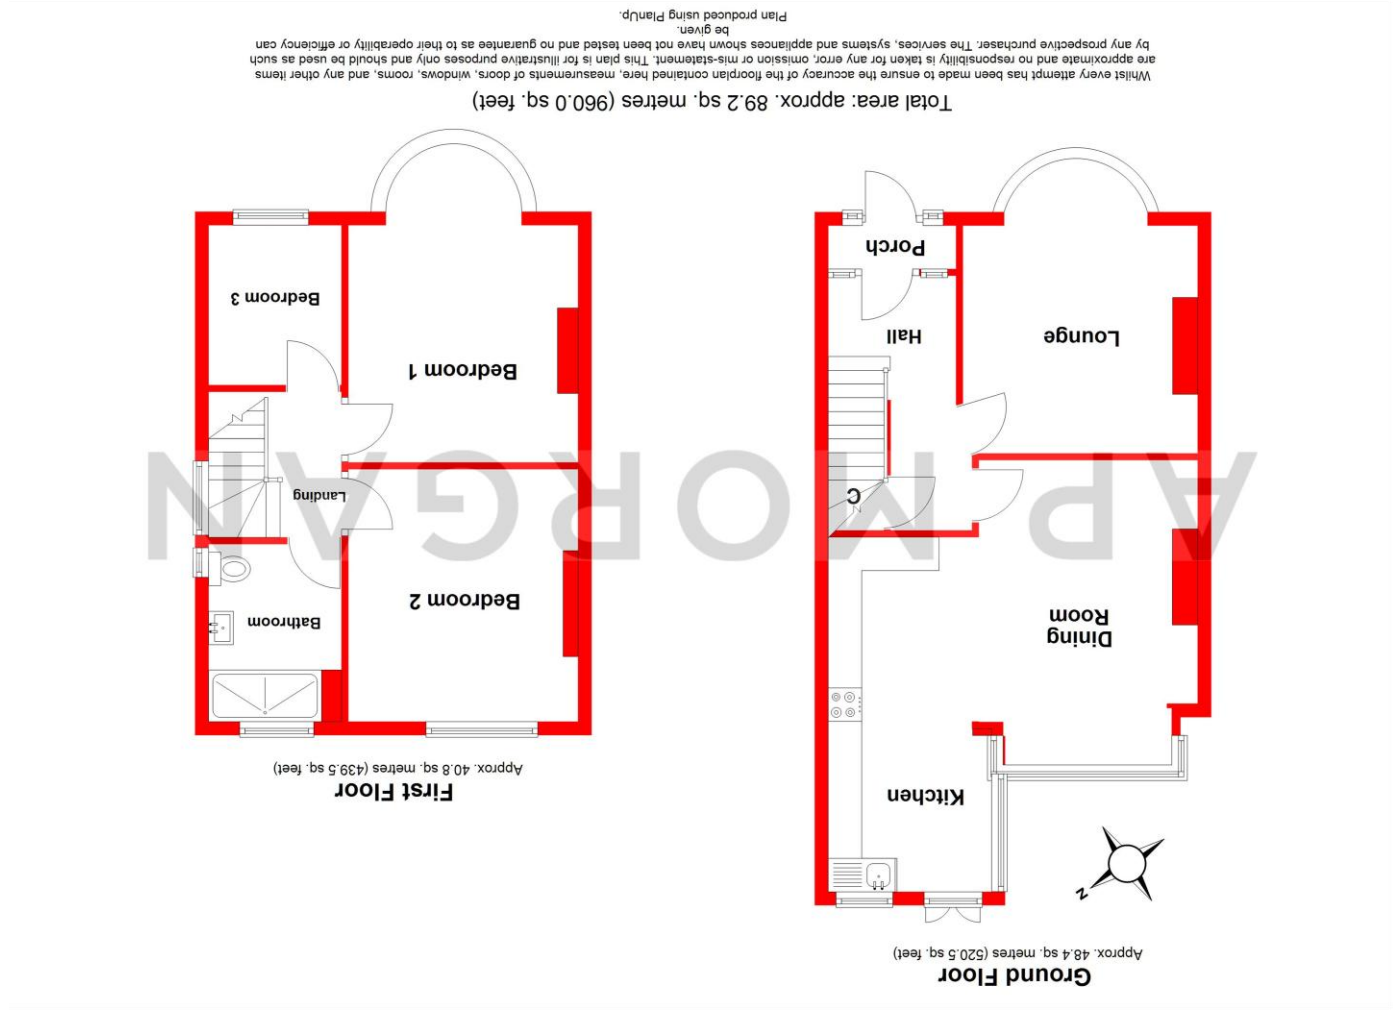 Ground Floor
Approx. 48.4 sq. metres (520.5 sq. feet)
N
Kitchen
Dining
Room
C
Lounge
Hall
Porch
First Floor
Approx. 40.8 sq. metres (439.5 sq. feet)
Bathroom
Bedroom 2
Landing
Bedroom 1
Bedroom 3
AP MORGAN
Total area: approx. 89.2 sq. metres (960.0 sq. feet)
Whilst every attempt has been made to ensure the accuracy of the floorplan contained here, measurements of doors, windows, rooms, and any other items
are approximate and no responsibility is taken for any error, omission or mis-statement. This plan is for illustrative purposes only and should be used as such
by any prospective purchaser. The services, systems and appliances shown have not been tested and no guarantee as to their operability or efficiency can
be given.
Plan produced using PlanUp.